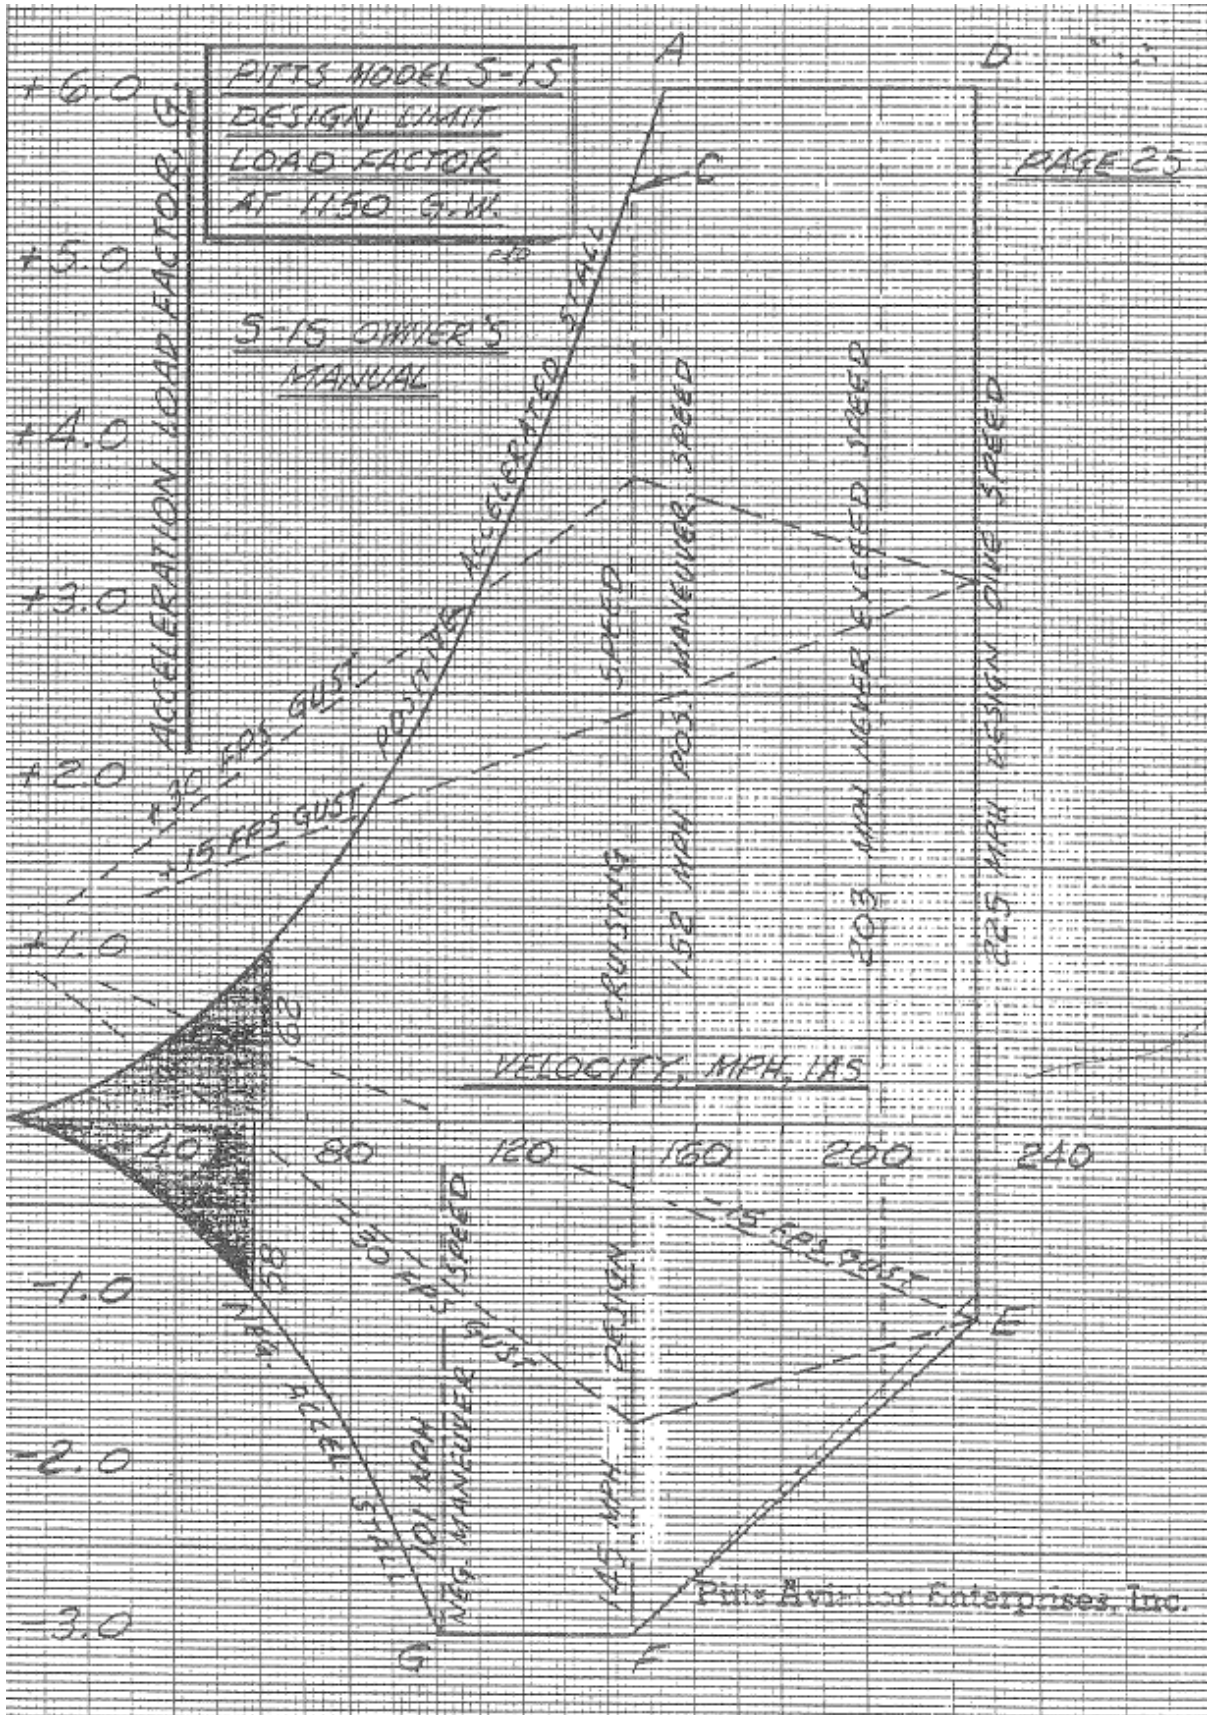 A
D
+6.0
PITTS MODEL S-1S
DESIGN LIMIT
LOAD FACTOR
AT 1150 G.W.
C
PAGE 25
ACCELERATION LOAD FACTOR, G
+5.0
S-1S OWNER'S
MANUAL
+4.0
+3.0
+2.0
+1.0
POSITIVE ACCELERATED STALL
+30 FPS GUST
+15 FPS GUST
145 MPH DESIGN CRUISING SPEED
152 MPH POS. MANEUVER SPEED
203 MPH NEVER EXCEED SPEED
225 MPH DESIGN DIVE SPEED
62
VELOCITY, MPH, IAS
40
80
120
160
200
240
58
-1.0
-30 FPS GUST
-15 FPS GUST
E
NEG. ACCEL. STALL
101 MPH
NEG. MANEUVER SPEED
-2.0
-3.0
Pitts Aviation Enterprises, Inc.
G
F